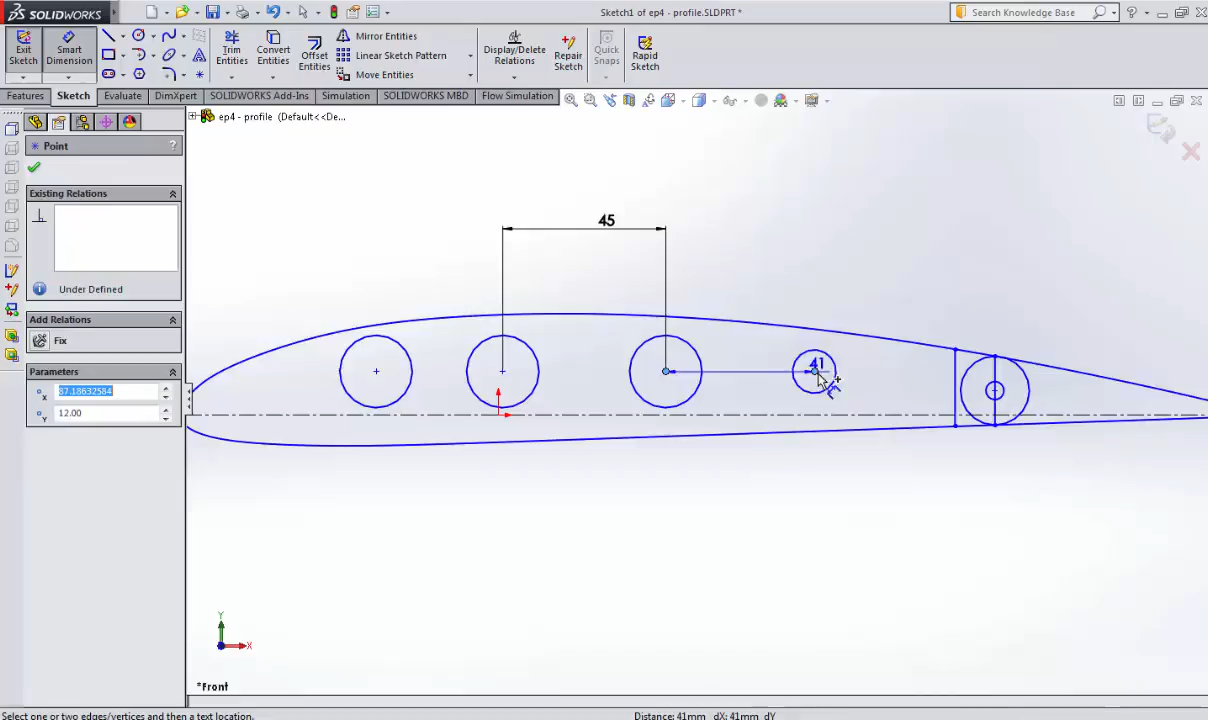 SOLIDWORKS
Sketch1 of ep4 - profile.SLDPRT *
Search Knowledge Base
?
Exit Sketch
Smart Dimension
Trim Entities
Convert Entities
Offset Entities
Mirror Entities
Linear Sketch Pattern
Move Entities
Display/Delete Relations
Repair Sketch
Quick Snaps
Rapid Sketch
Features
Sketch
Evaluate
DimXpert
SOLIDWORKS Add-Ins
Simulation
SOLIDWORKS MBD
Flow Simulation
ep4 - profile (Default<<De...
Point
?
Existing Relations
Under Defined
Add Relations
Fix
Parameters
X
87.18632584
Y
12.00
45
41
Y
X
*Front
Select one or two edges/vertices and then a text location.
Distance: 41mm dX: 41mm dY